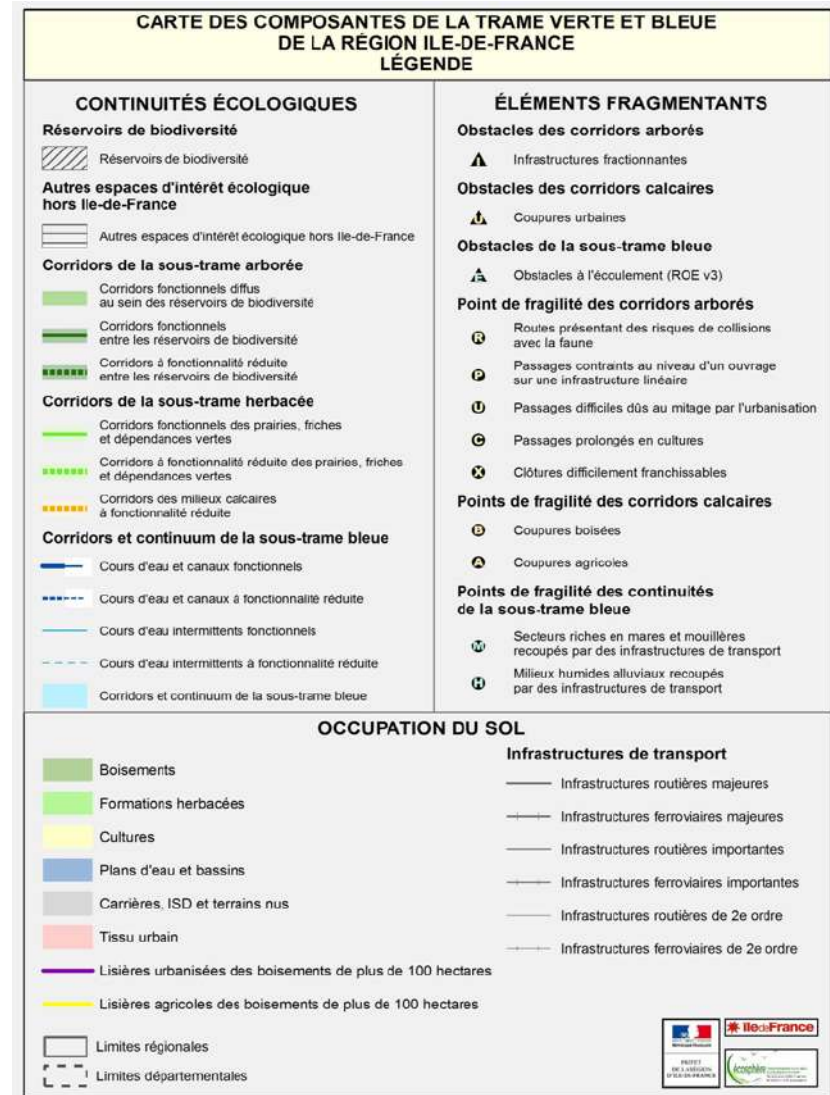 CARTE DES COMPOSANTES DE LA TRAME VERTE ET BLEUE
DE LA RÉGION ILE-DE-FRANCE
LÉGENDE
CONTINUITÉS ÉCOLOGIQUES
Réservoirs de biodiversité
Réservoirs de biodiversité
Autres espaces d'intérêt écologique
hors Ile-de-France
Autres espaces d'intérêt écologique hors Ile-de-France
Corridors de la sous-trame arborée
Corridors fonctionnels diffus
au sein des réservoirs de biodiversité
Corridors fonctionnels
entre les réservoirs de biodiversité
Corridors à fonctionnalité réduite
entre les réservoirs de biodiversité
Corridors de la sous-trame herbacée
Corridors fonctionnels des prairies, friches
et dépendances vertes
Corridors à fonctionnalité réduite des prairies, friches
et dépendances vertes
Corridors des milieux calcaires
à fonctionnalité réduite
Corridors et continuum de la sous-trame bleue
Cours d'eau et canaux fonctionnels
Cours d'eau et canaux à fonctionnalité réduite
Cours d'eau intermittents fonctionnels
Cours d'eau intermittents à fonctionnalité réduite
Corridors et continuum de la sous-trame bleue
ÉLÉMENTS FRAGMENTANTS
Obstacles des corridors arborés
Infrastructures fractionnantes
Obstacles des corridors calcaires
Coupures urbaines
Obstacles de la sous-trame bleue
Obstacles à l'écoulement (ROE v3)
Point de fragilité des corridors arborés
R Routes présentant des risques de collisions
avec la faune
P Passages contraints au niveau d'un ouvrage
sur une infrastructure linéaire
U Passages difficiles dûs au mitage par l'urbanisation
C Passages prolongés en cultures
X Clôtures difficilement franchissables
Points de fragilité des corridors calcaires
B Coupures boisées
A Coupures agricoles
Points de fragilité des continuités
de la sous-trame bleue
M Secteurs riches en mares et mouillères
recoupés par des infrastructures de transport
H Milieux humides alluviaux recoupés
par des infrastructures de transport
OCCUPATION DU SOL
Boisements
Formations herbacées
Cultures
Plans d'eau et bassins
Carrières, ISD et terrains nus
Tissu urbain
Lisières urbanisées des boisements de plus de 100 hectares
Lisières agricoles des boisements de plus de 100 hectares
Limites régionales
Limites départementales
Infrastructures de transport
Infrastructures routières majeures
Infrastructures ferroviaires majeures
Infrastructures routières importantes
Infrastructures ferroviaires importantes
Infrastructures routières de 2e ordre
Infrastructures ferroviaires de 2e ordre
PRÉFET
DE LA RÉGION
D'ILE-DE-FRANCE
iledeFrance
écosphère